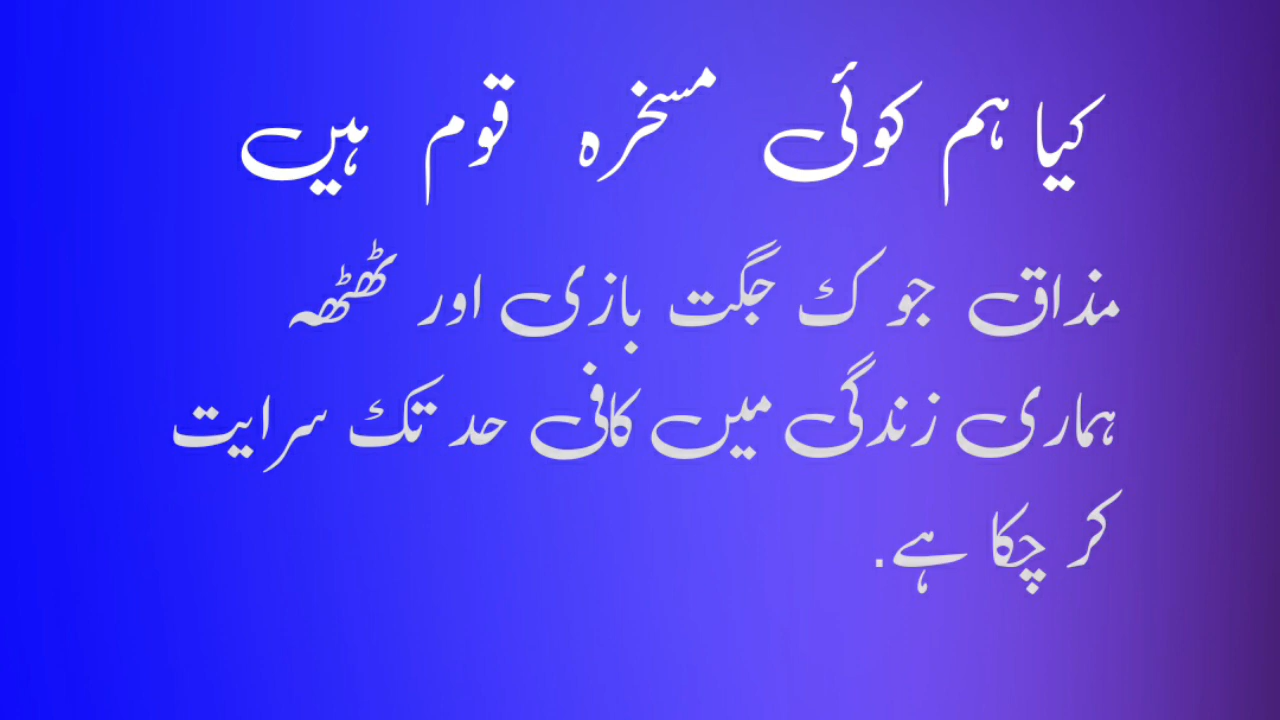 کیا ہم کوئی مسخرہ قوم ہیں
مذاق جوک جگت بازی اور ٹھٹھہ
ہماری زندگی میں کافی حد تک سرایت
کر چکا ہے.